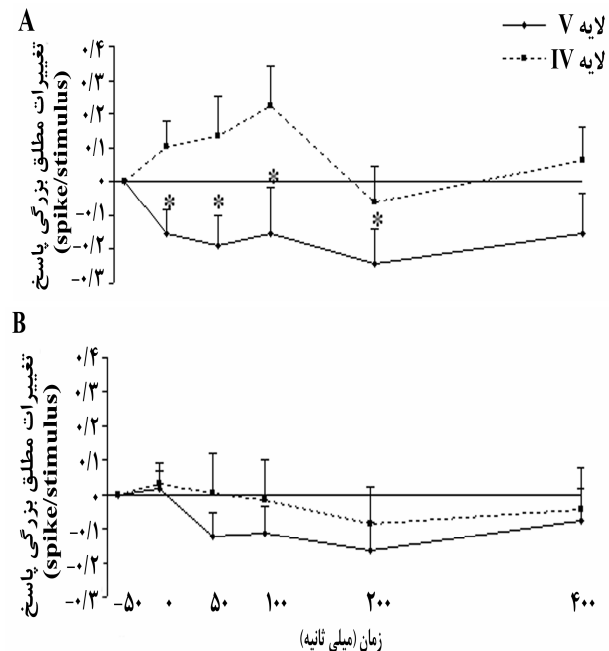 A
لایه V
لایه IV
تغییرات مطلق بزرگی پاسخ
(spike/stimulus)
۰/۴
۰/۳
۰/۲
۰/۱
۰
-۰/۱
-۰/۲
-۰/۳
*
*
*
*
B
تغییرات مطلق بزرگی پاسخ
(spike/stimulus)
۰/۴
۰/۳
۰/۲
۰/۱
۰
-۰/۱
-۰/۲
-۰/۳
-۵۰ ۰ ۵۰ ۱۰۰ ۲۰۰ ۴۰۰
زمان (میلی ثانیه)